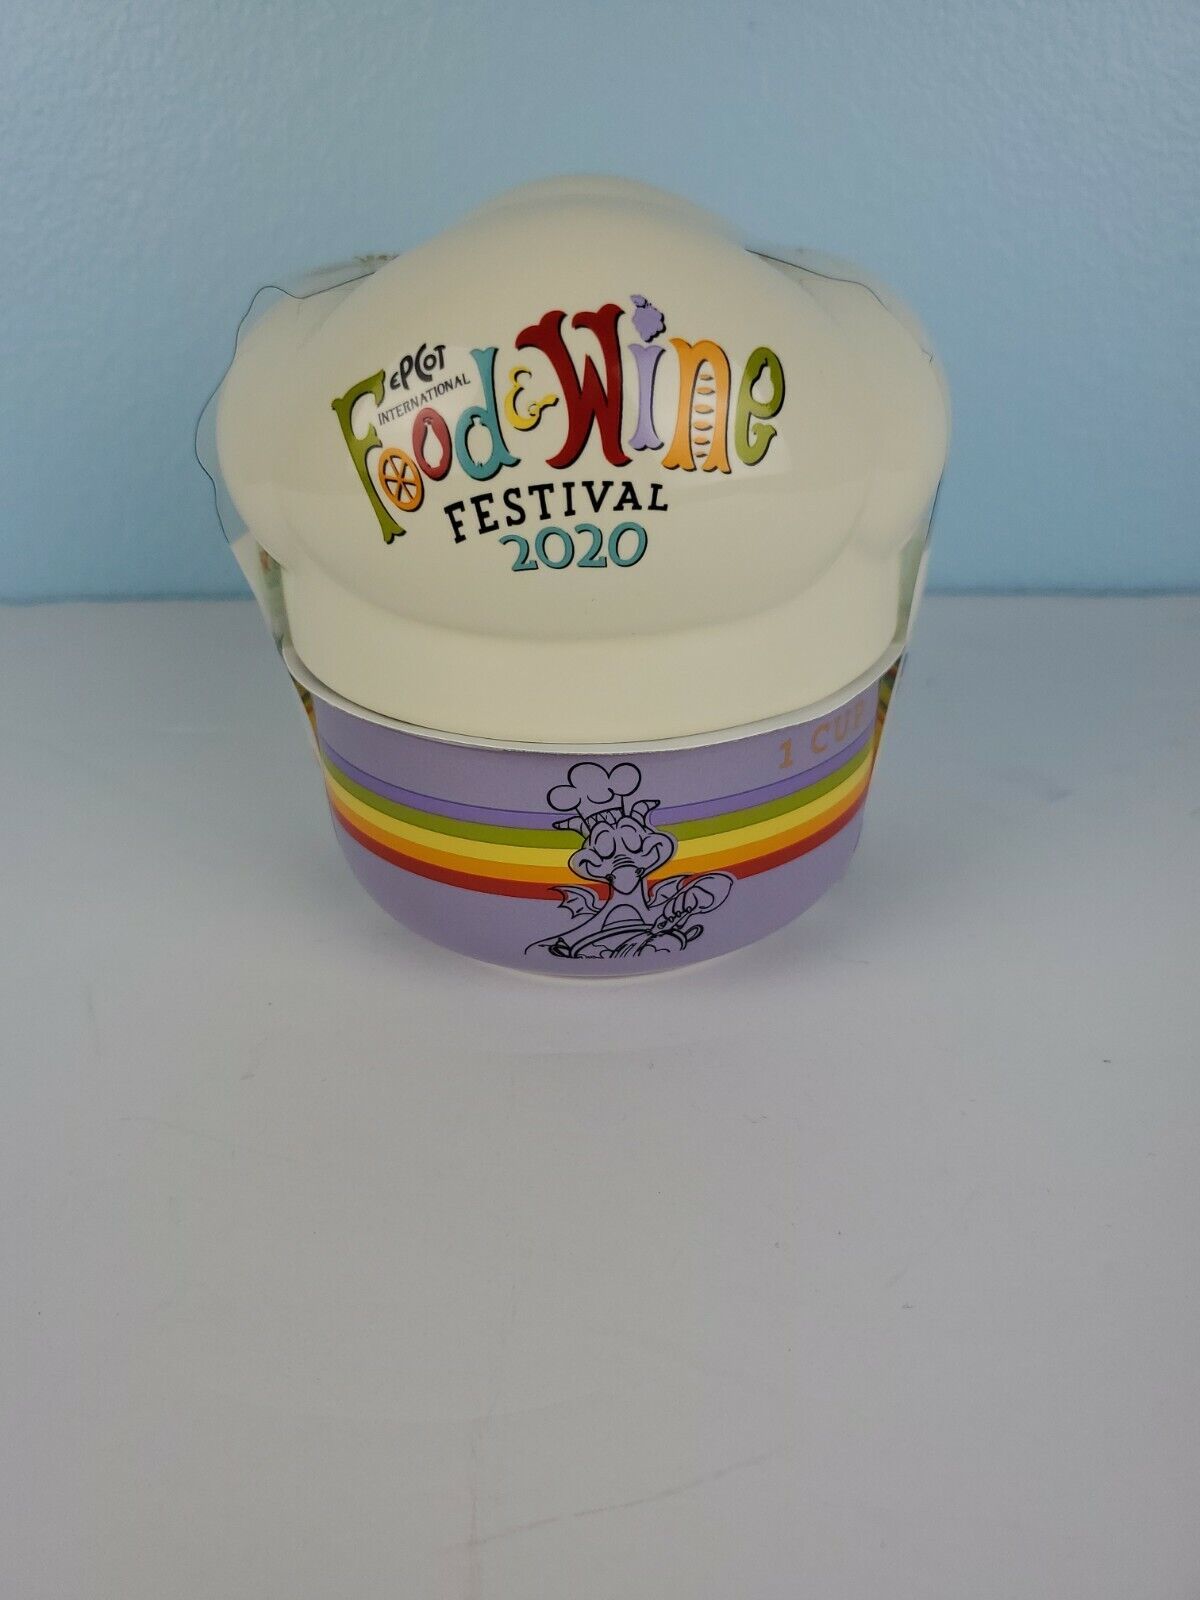 EPCOT
INTERNATIONAL
Food & Wine
FESTIVAL
2020
1 CUP